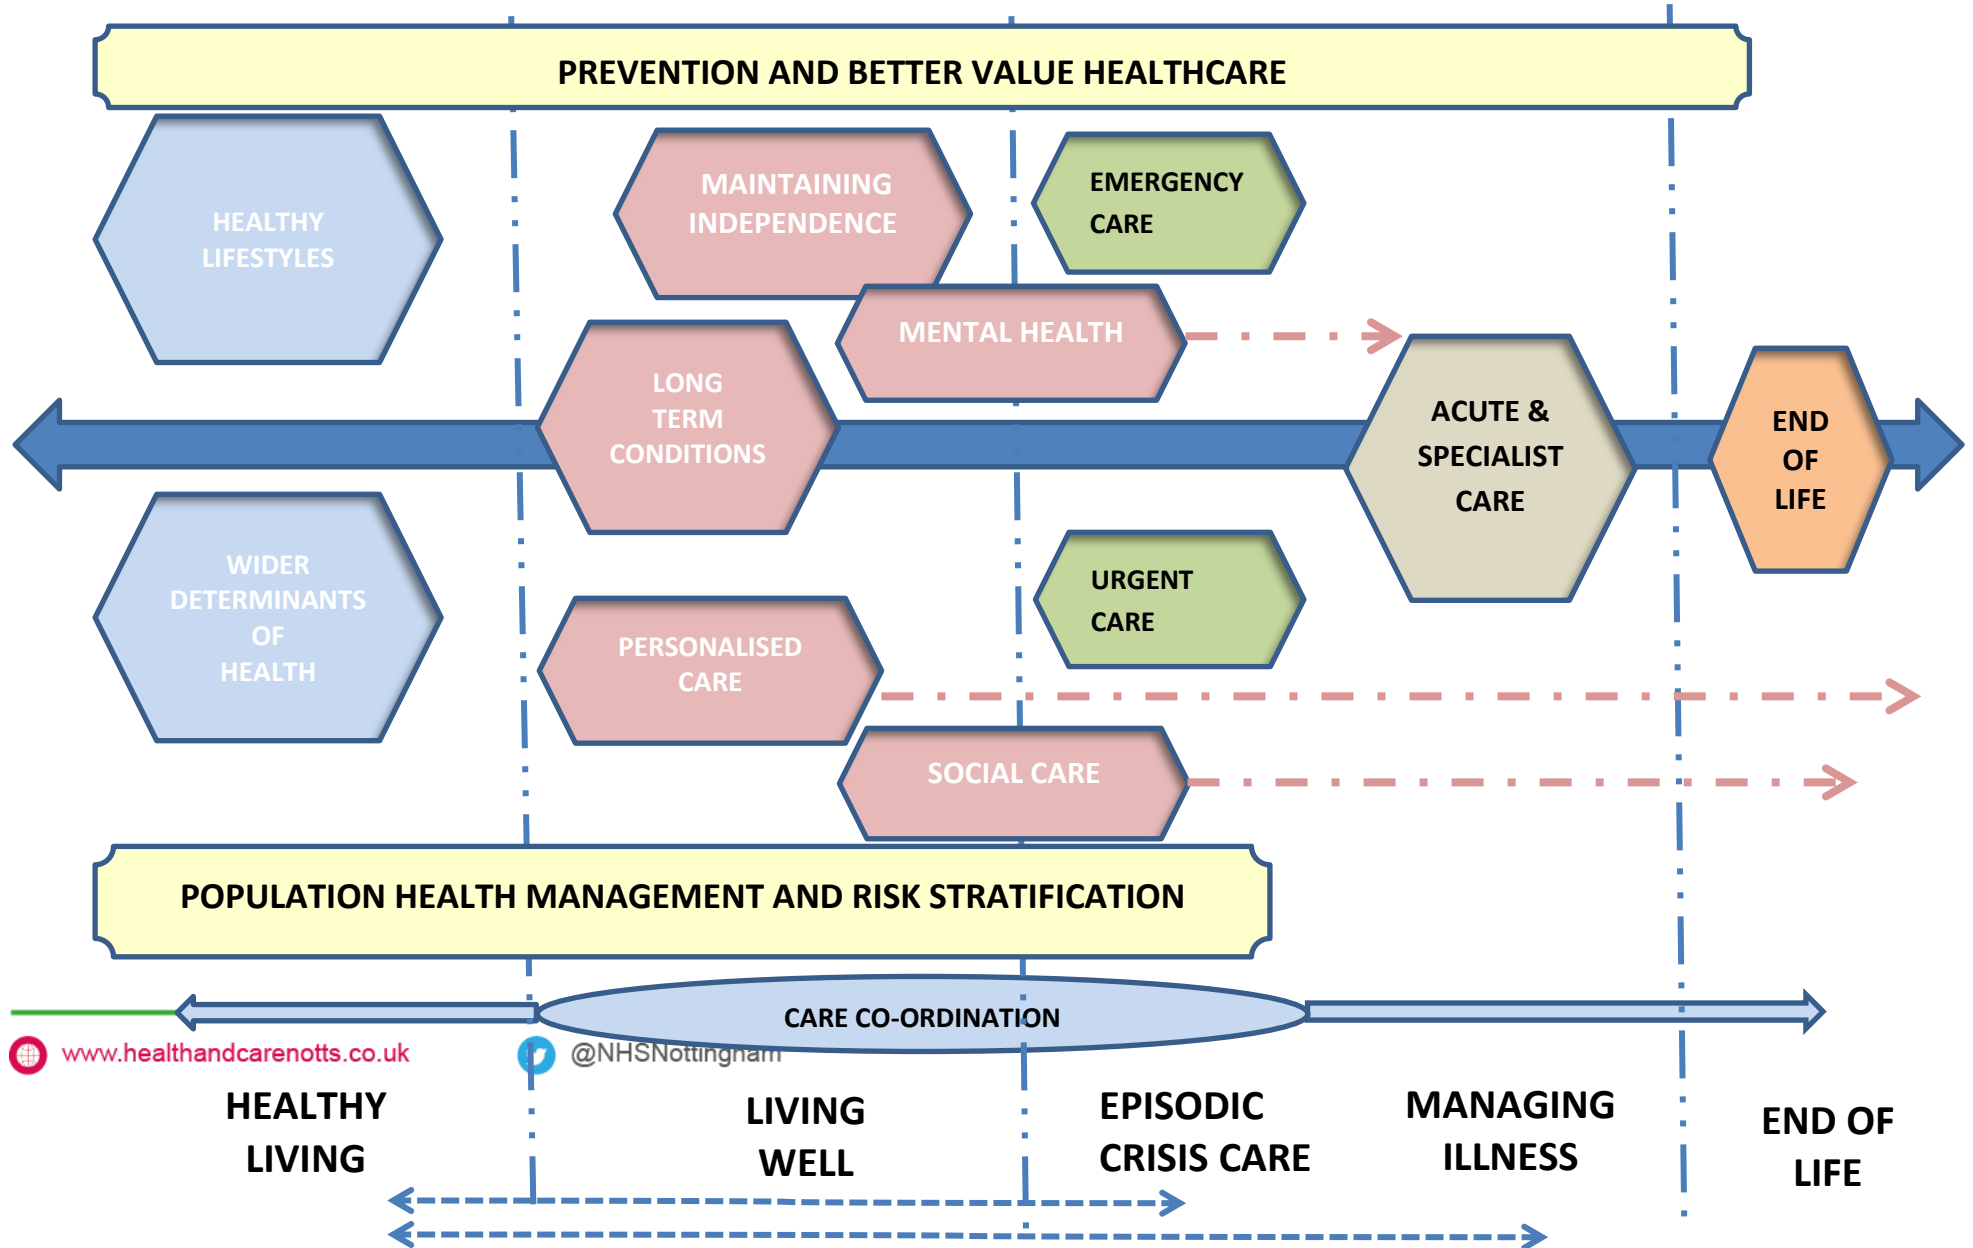 PREVENTION AND BETTER VALUE HEALTHCARE
HEALTHY
LIFESTYLES
MAINTAINING
INDEPENDENCE
EMERGENCY
CARE
MENTAL HEALTH
LONG
TERM
CONDITIONS
ACUTE &
SPECIALIST
CARE
END
OF
LIFE
WIDER
DETERMINANTS
OF
HEALTH
PERSONALISED
CARE
URGENT
CARE
SOCIAL CARE
POPULATION HEALTH MANAGEMENT AND RISK STRATIFICATION
CARE CO-ORDINATION
www.healthandcarenotts.co.uk
@NHSNottingham
HEALTHY
LIVING
LIVING
WELL
EPISODIC
CRISIS CARE
MANAGING
ILLNESS
END OF
LIFE